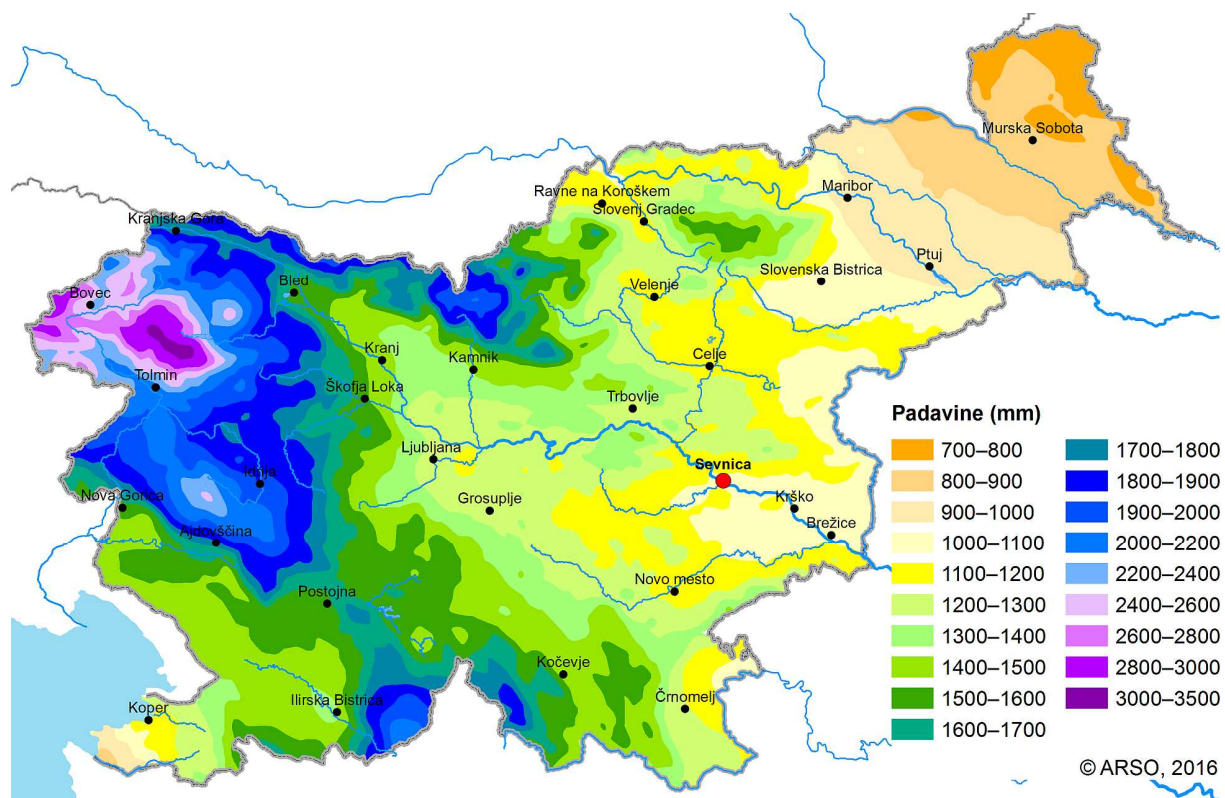 Murska Sobota
Ravne na Koroškem
Maribor
Slovenj Gradec
Kranjska Gora
Ptuj
Slovenska Bistrica
Bled
Velenje
Bovec
Kranj
Kamnik
Celje
Tolmin
Škofja Loka
Trbovlje
Ljubljana
Sevnica
Idrija
Nova Gorica
Grosuplje
Krško
Brežice
Ajdovščina
Novo mesto
Postojna
Kočevje
Ilirska Bistrica
Črnomelj
Koper
Padavine (mm)
700–800
800–900
900–1000
1000–1100
1100–1200
1200–1300
1300–1400
1400–1500
1500–1600
1600–1700
1700–1800
1800–1900
1900–2000
2000–2200
2200–2400
2400–2600
2600–2800
2800–3000
3000–3500
© ARSO, 2016